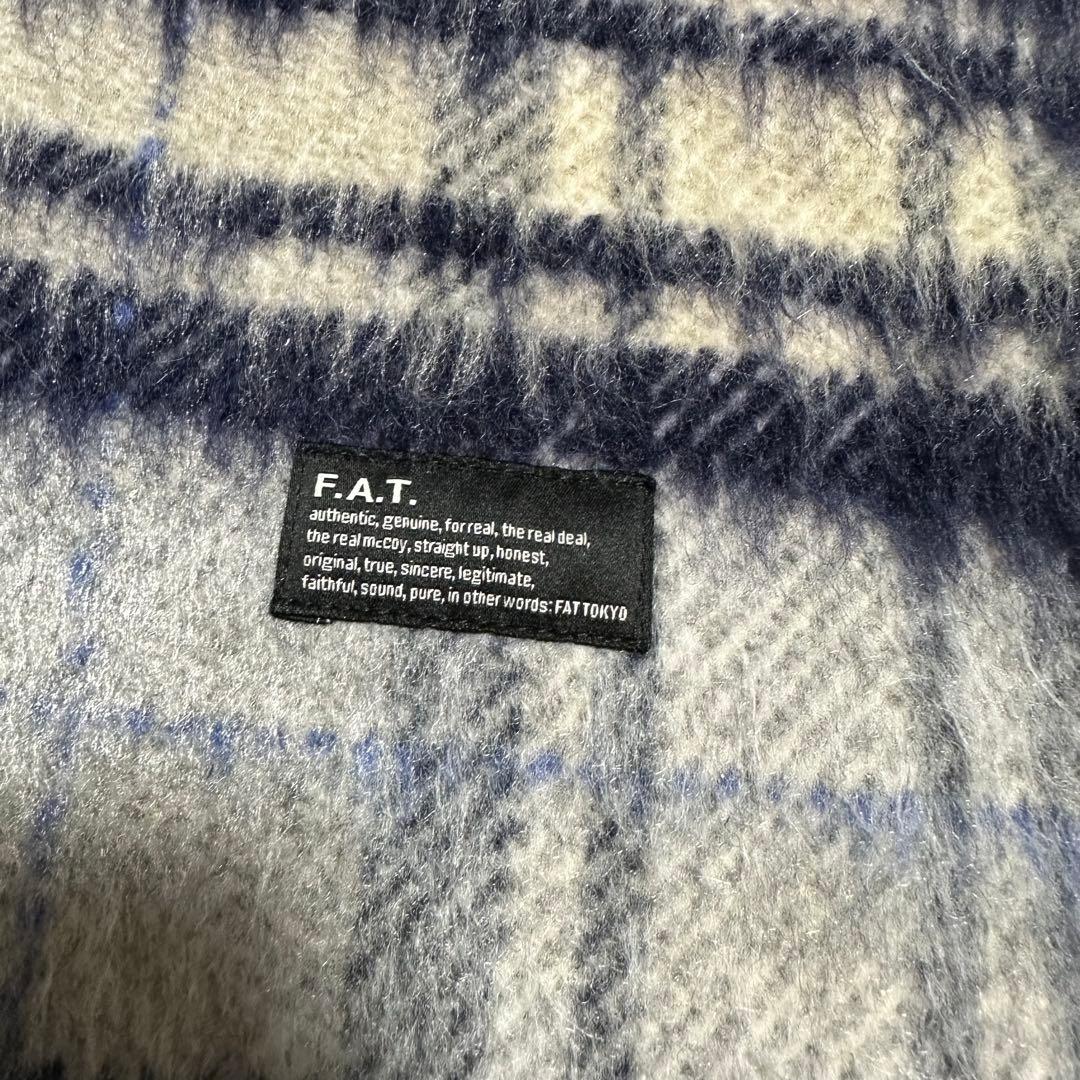 F.A.T.
authentic, genuine, for real, the real deal,
the real mccoy, straight up, honest,
original, true, sincere, legitimate,
faithful, sound, pure, in other words: FAT TOKYO